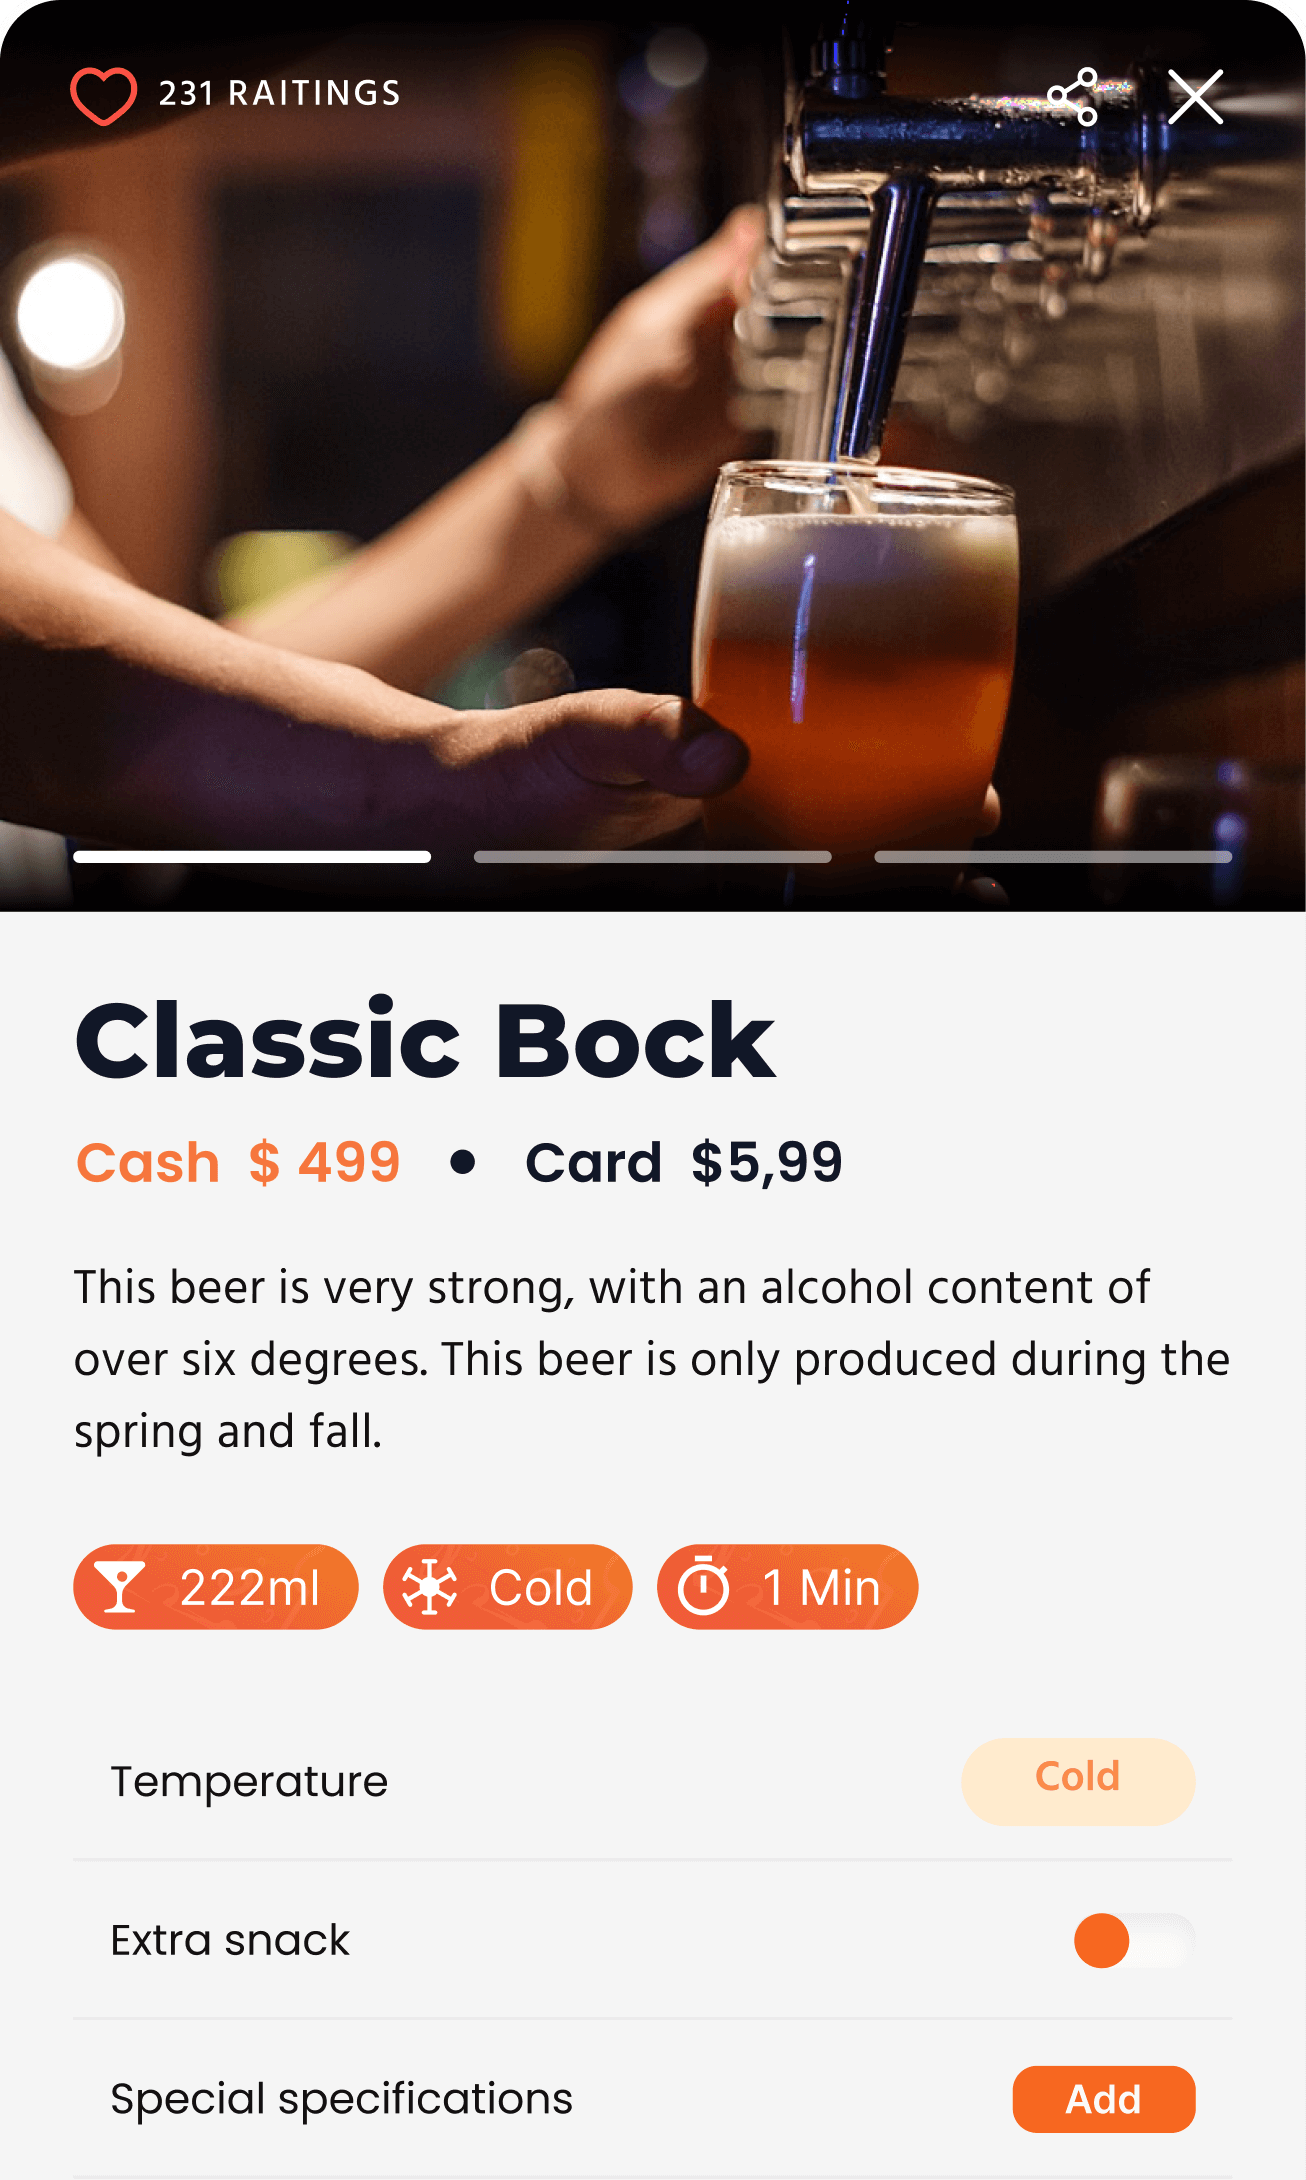 231 RAITINGS
Classic Bock
Cash $ 499 • Card $5,99
This beer is very strong, with an alcohol content of
over six degrees. This beer is only produced during the
spring and fall.
222ml Cold 1 Min
Temperature Cold
Extra snack
Special specifications Add